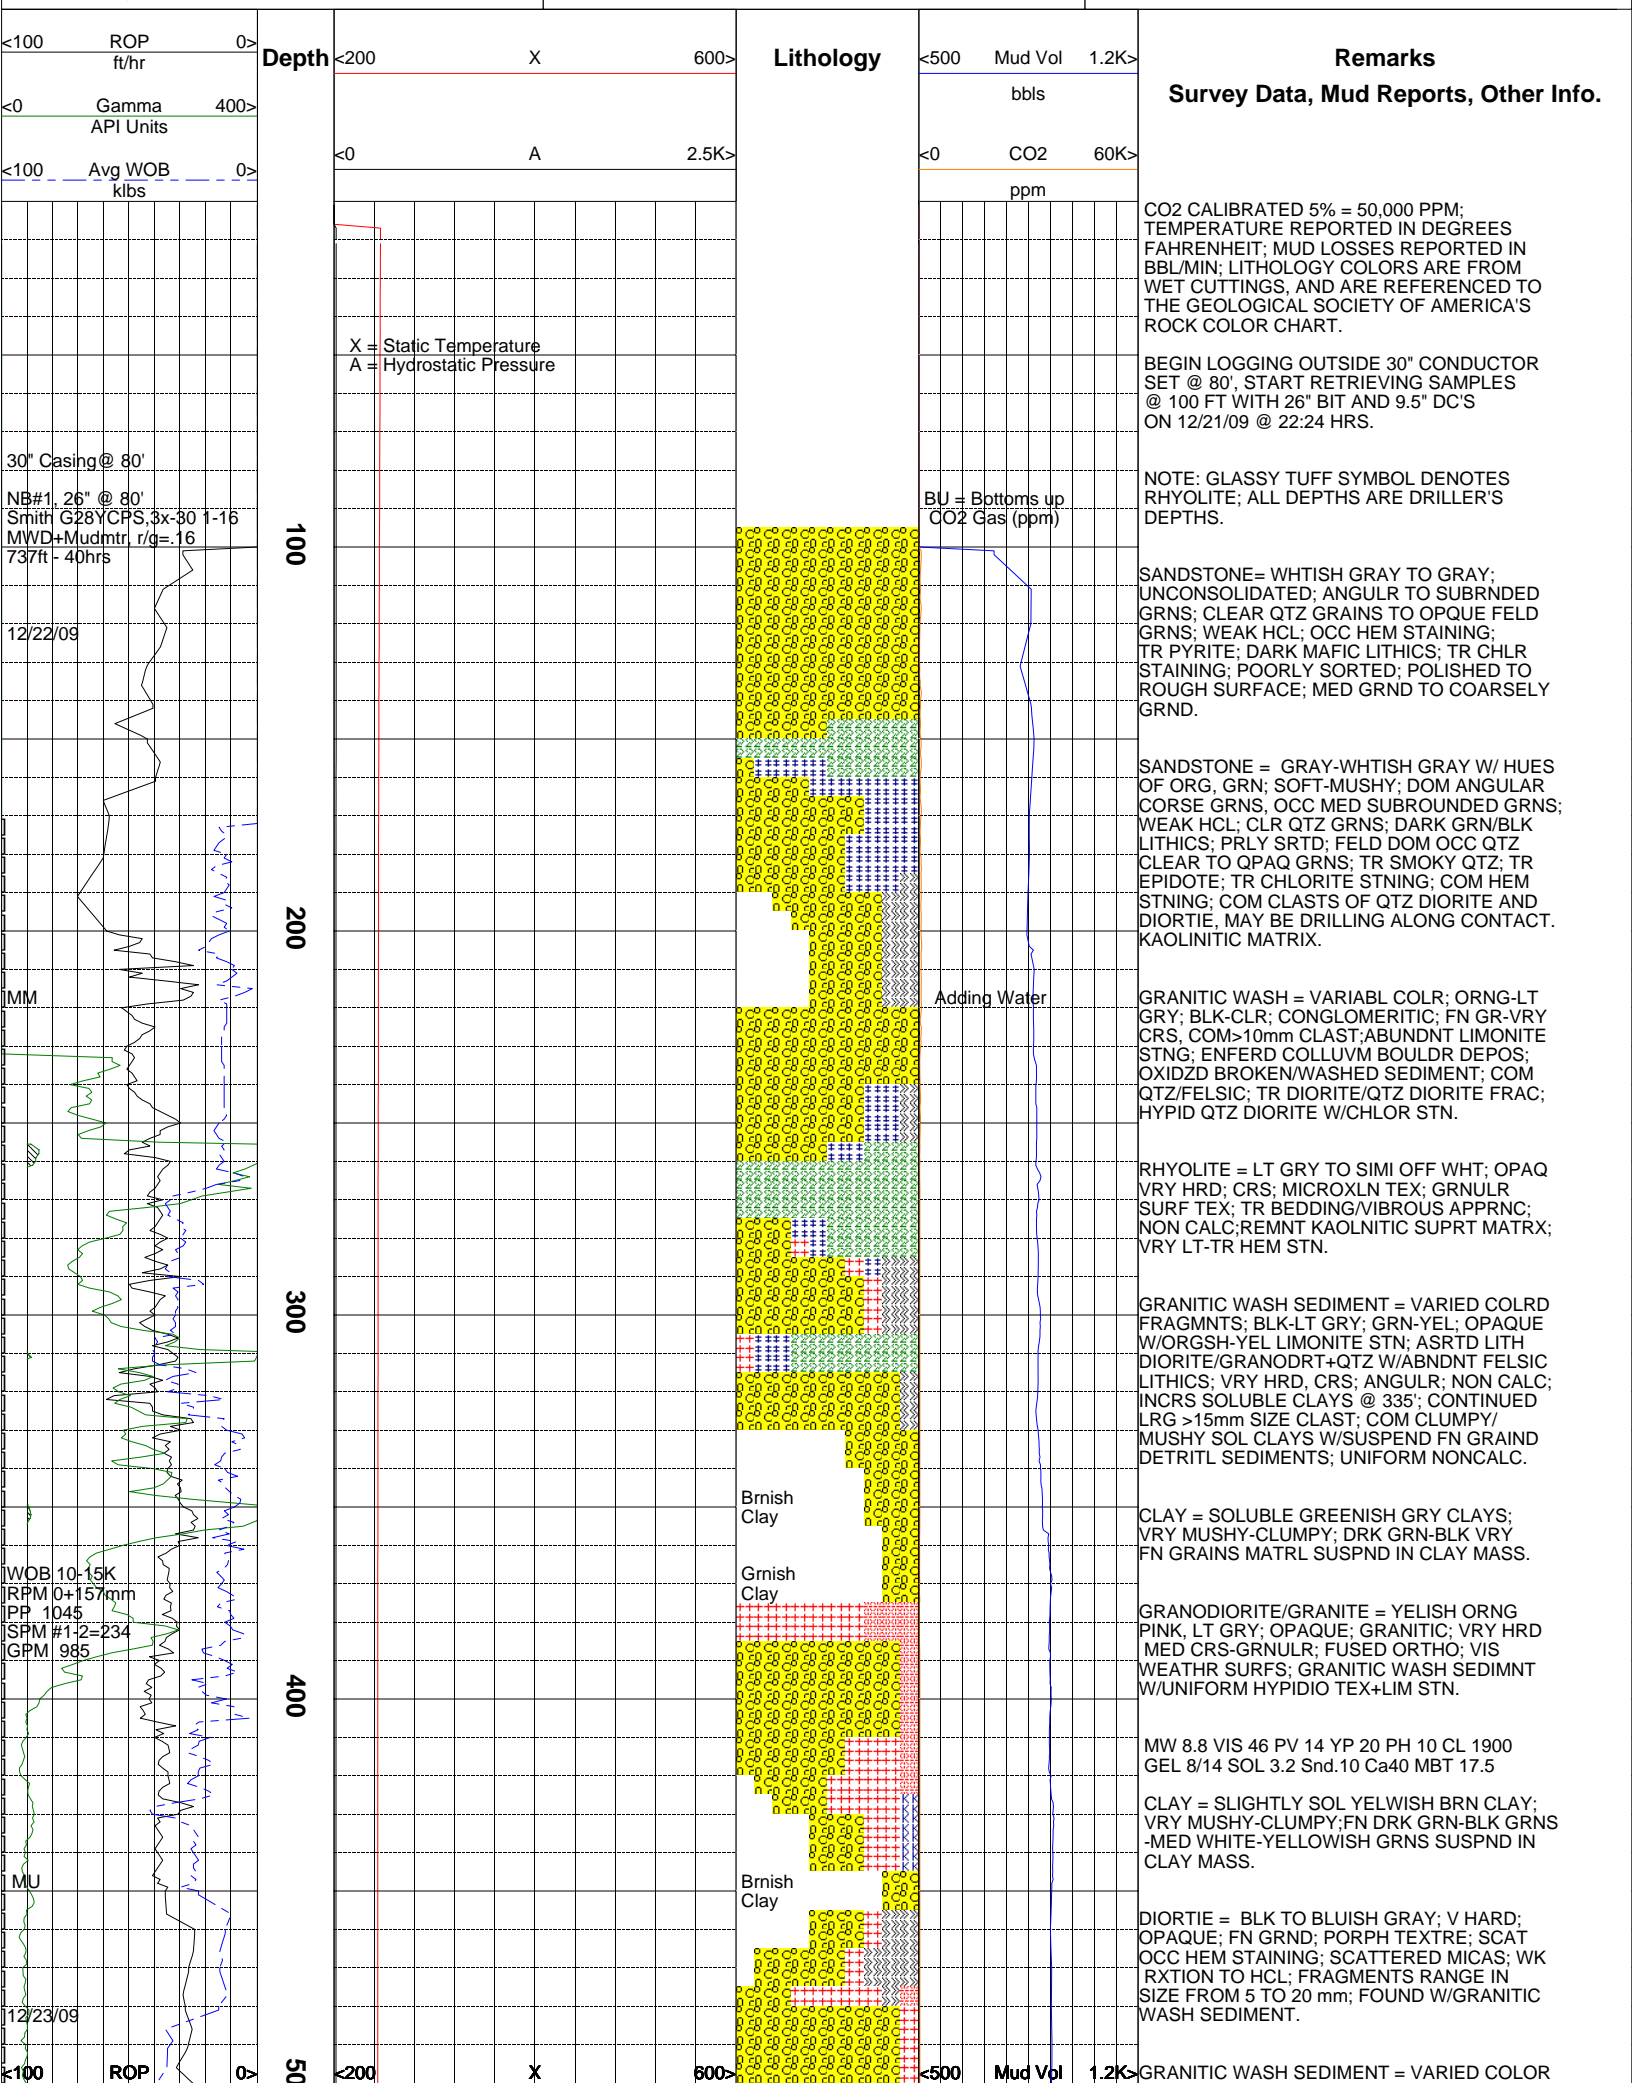 <100 ROP 0>
ft/hr
<0 Gamma 400>
API Units
<100 Avg WOB 0>
klbs
Depth
<200 X 600>
<0 A 2.5K>
Lithology
<500 Mud Vol 1.2K>
bbls
<0 CO2 60K>
ppm
Remarks
Survey Data, Mud Reports, Other Info.
X = Static Temperature
A = Hydrostatic Pressure
30" Casing@ 80'
NB#1, 26" @ 80'
Smith G28YCPS,3x-30 1-16
MWD+Mudmtr, r/g=.16
737ft - 40hrs
12/22/09
MM
WOB 10-15K
RPM 0+157mm
PP 1045
SPM #1-2=234
GPM 985
MU
12/23/09
100
200
300
400
50
Brnish
Clay
Grnish
Clay
Brnish
Clay
BU = Bottoms up
CO2 Gas (ppm)
Adding Water
CO2 CALIBRATED 5% = 50,000 PPM;
TEMPERATURE REPORTED IN DEGREES
FAHRENHEIT; MUD LOSSES REPORTED IN
BBL/MIN; LITHOLOGY COLORS ARE FROM
WET CUTTINGS, AND ARE REFERENCED TO
THE GEOLOGICAL SOCIETY OF AMERICA'S
ROCK COLOR CHART.
BEGIN LOGGING OUTSIDE 30" CONDUCTOR
SET @ 80', START RETRIEVING SAMPLES
@ 100 FT WITH 26" BIT AND 9.5" DC'S
ON 12/21/09 @ 22:24 HRS.
NOTE: GLASSY TUFF SYMBOL DENOTES
RHYOLITE; ALL DEPTHS ARE DRILLER'S
DEPTHS.
SANDSTONE= WHTISH GRAY TO GRAY;
UNCONSOLIDATED; ANGULR TO SUBRNDED
GRNS; CLEAR QTZ GRAINS TO OPQUE FELD
GRNS; WEAK HCL; OCC HEM STAINING;
TR PYRITE; DARK MAFIC LITHICS; TR CHLR
STAINING; POORLY SORTED; POLISHED TO
ROUGH SURFACE; MED GRND TO COARSELY
GRND.
SANDSTONE = GRAY-WHTISH GRAY W/ HUES
OF ORG, GRN; SOFT-MUSHY; DOM ANGULAR
CORSE GRNS, OCC MED SUBROUNDED GRNS;
WEAK HCL; CLR QTZ GRNS; DARK GRN/BLK
LITHICS; PRLY SRTD; FELD DOM OCC QTZ
CLEAR TO QPAQ GRNS; TR SMOKY QTZ; TR
EPIDOTE; TR CHLORITE STNING; COM HEM
STNING; COM CLASTS OF QTZ DIORITE AND
DIORTIE, MAY BE DRILLING ALONG CONTACT.
KAOLINITIC MATRIX.
GRANITIC WASH = VARIABL COLR; ORNG-LT
GRY; BLK-CLR; CONGLOMERITIC; FN GR-VRY
CRS, COM>10mm CLAST;ABUNDNT LIMONITE
STNG; ENFERD COLLUVM BOULDR DEPOS;
OXIDZD BROKEN/WASHED SEDIMENT; COM
QTZ/FELSIC; TR DIORITE/QTZ DIORITE FRAC;
HYPID QTZ DIORITE W/CHLOR STN.
RHYOLITE = LT GRY TO SIMI OFF WHT; OPAQ
VRY HRD; CRS; MICROXLN TEX; GRNULR
SURF TEX; TR BEDDING/VIBROUS APPRNC;
NON CALC;REMNT KAOLNITIC SUPRT MATRX;
VRY LT-TR HEM STN.
GRANITIC WASH SEDIMENT = VARIED COLRD
FRAGMNTS; BLK-LT GRY; GRN-YEL; OPAQUE
W/ORGSH-YEL LIMONITE STN; ASRTD LITH
DIORITE/GRANODRT+QTZ W/ABNDNT FELSIC
LITHICS; VRY HRD, CRS; ANGULR; NON CALC;
INCRS SOLUBLE CLAYS @ 335'; CONTINUED
LRG >15mm SIZE CLAST; COM CLUMPY/
MUSHY SOL CLAYS W/SUSPEND FN GRAIND
DETRITL SEDIMENTS; UNIFORM NONCALC.
CLAY = SOLUBLE GREENISH GRY CLAYS;
VRY MUSHY-CLUMPY; DRK GRN-BLK VRY
FN GRAINS MATRL SUSPND IN CLAY MASS.
GRANODIORITE/GRANITE = YELISH ORNG
PINK, LT GRY; OPAQUE; GRANITIC; VRY HRD
MED CRS-GRNULR; FUSED ORTHO; VIS
WEATHR SURFS; GRANITIC WASH SEDIMNT
W/UNIFORM HYPIDIO TEX+LIM STN.
MW 8.8 VIS 46 PV 14 YP 20 PH 10 CL 1900
GEL 8/14 SOL 3.2 Snd.10 Ca40 MBT 17.5
CLAY = SLIGHTLY SOL YELWISH BRN CLAY;
VRY MUSHY-CLUMPY;FN DRK GRN-BLK GRNS
-MED WHITE-YELLOWISH GRNS SUSPND IN
CLAY MASS.
DIORTIE = BLK TO BLUISH GRAY; V HARD;
OPAQUE; FN GRND; PORPH TEXTRE; SCAT
OCC HEM STAINING; SCATTERED MICAS; WK
RXTION TO HCL; FRAGMENTS RANGE IN
SIZE FROM 5 TO 20 mm; FOUND W/GRANITIC
WASH SEDIMENT.
GRANITIC WASH SEDIMENT = VARIED COLOR
<100 ROP 0>
<200 X 600>
<500 Mud Vol 1.2K>